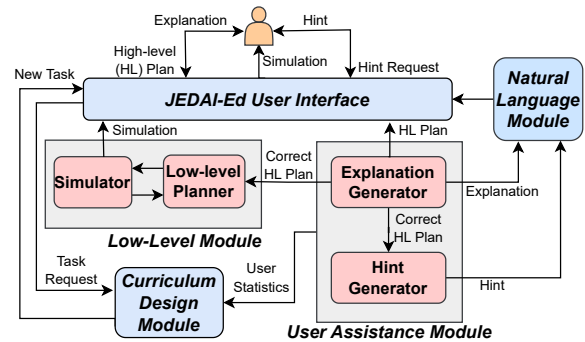 Explanation
Hint
High-level
(HL) Plan
Simulation
New Task
Hint Request
JEDAI-Ed User Interface
Natural
Language
Module
Simulation
HL Plan
Simulator
Low-level
Planner
Correct
HL Plan
Explanation
Generator
Explanation
Low-Level Module
Correct
HL Plan
Task
Request
User
Statistics
Curriculum
Design
Module
Hint
Generator
Hint
User Assistance Module